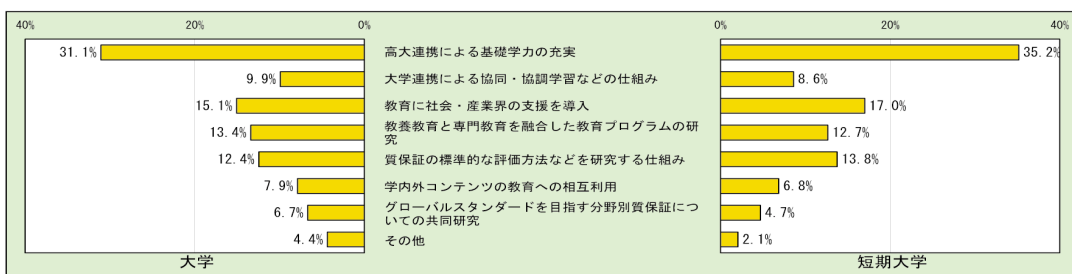 40% 20% 0% 0% 20% 40%
31.1% 高大連携による基礎学力の充実 35.2%
9.9% 大学連携による協同・協調学習などの仕組み 8.6%
15.1% 教育に社会・産業界の支援を導入 17.0%
13.4% 教養教育と専門教育を融合した教育プログラムの研 12.7%
究
12.4% 質保証の標準的な評価方法などを研究する仕組み 13.8%
7.9% 学内外コンテンツの教育への相互利用 6.8%
6.7% グローバルスタンダードを目指す分野別質保証につ 4.7%
いての共同研究
4.4% その他 2.1%
大学 短期大学